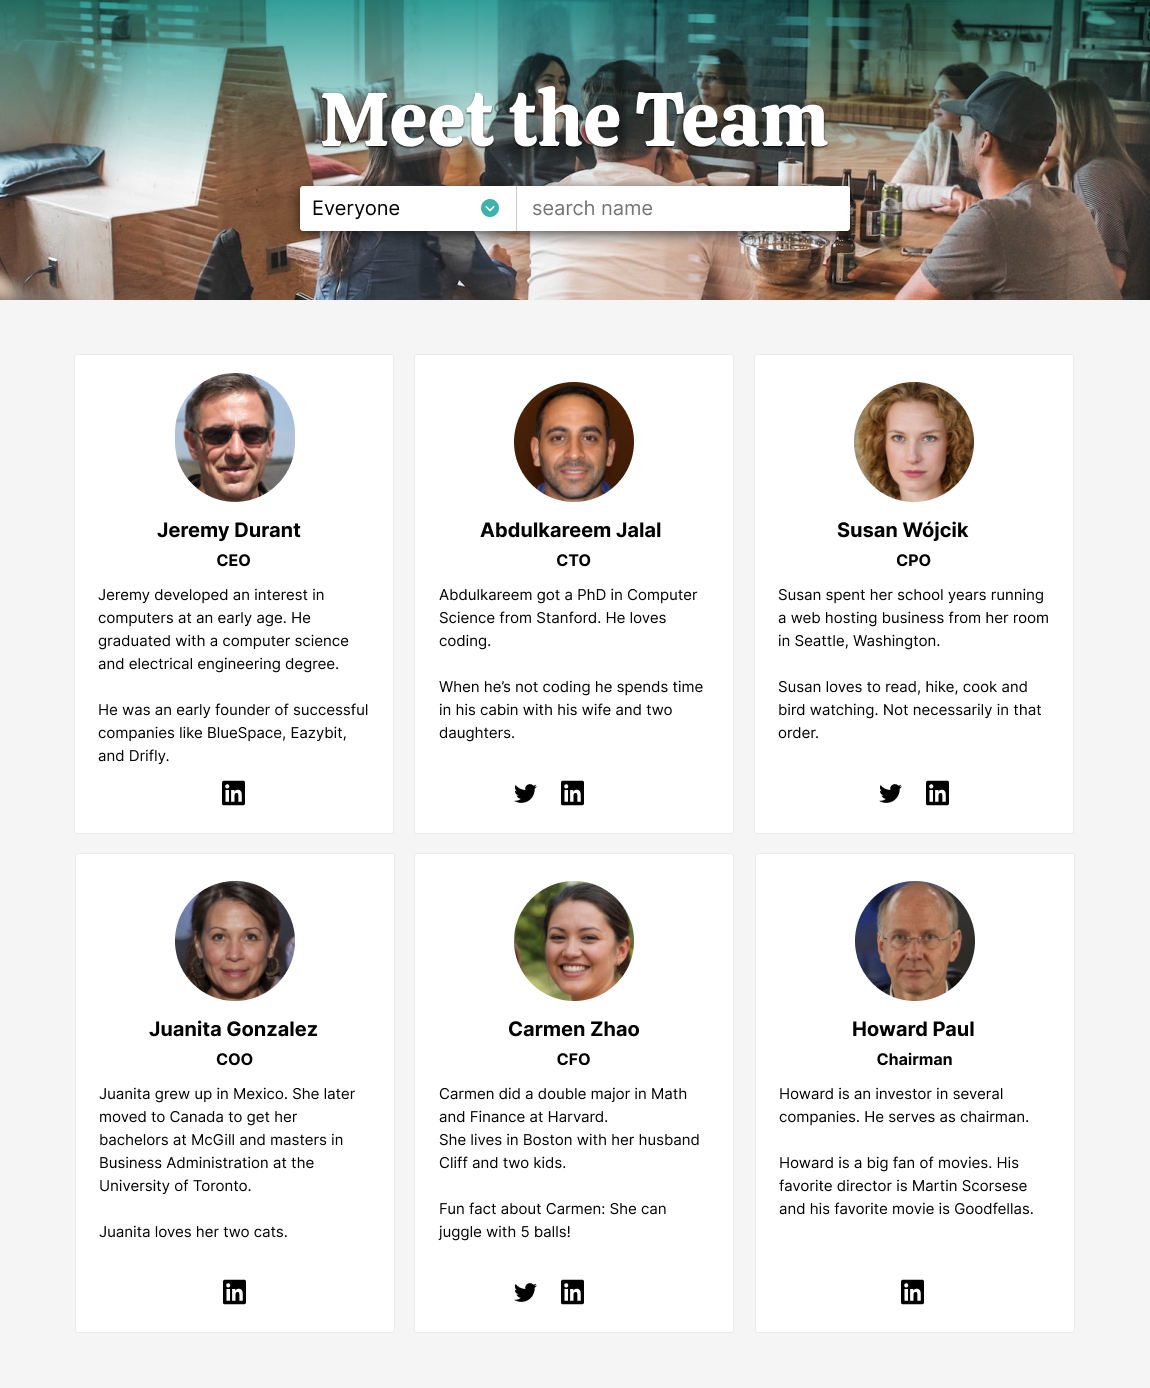 Meet the Team
Everyone
search name
Jeremy Durant
CEO
Jeremy developed an interest in
computers at an early age. He
graduated with a computer science
and electrical engineering degree.
He was an early founder of successful
companies like BlueSpace, Eazybit,
and Drifly.
in
Abdulkareem Jalal
CTO
Abdulkareem got a PhD in Computer
Science from Stanford. He loves
coding.
When he’s not coding he spends time
in his cabin with his wife and two
daughters.
in
Susan Wójcik
CPO
Susan spent her school years running
a web hosting business from her room
in Seattle, Washington.
Susan loves to read, hike, cook and
bird watching. Not necessarily in that
order.
in
Juanita Gonzalez
COO
Juanita grew up in Mexico. She later
moved to Canada to get her
bachelors at McGill and masters in
Business Administration at the
University of Toronto.
Juanita loves her two cats.
in
Carmen Zhao
CFO
Carmen did a double major in Math
and Finance at Harvard.
She lives in Boston with her husband
Cliff and two kids.
Fun fact about Carmen: She can
juggle with 5 balls!
in
Howard Paul
Chairman
Howard is an investor in several
companies. He serves as chairman.
Howard is a big fan of movies. His
favorite director is Martin Scorsese
and his favorite movie is Goodfellas.
in